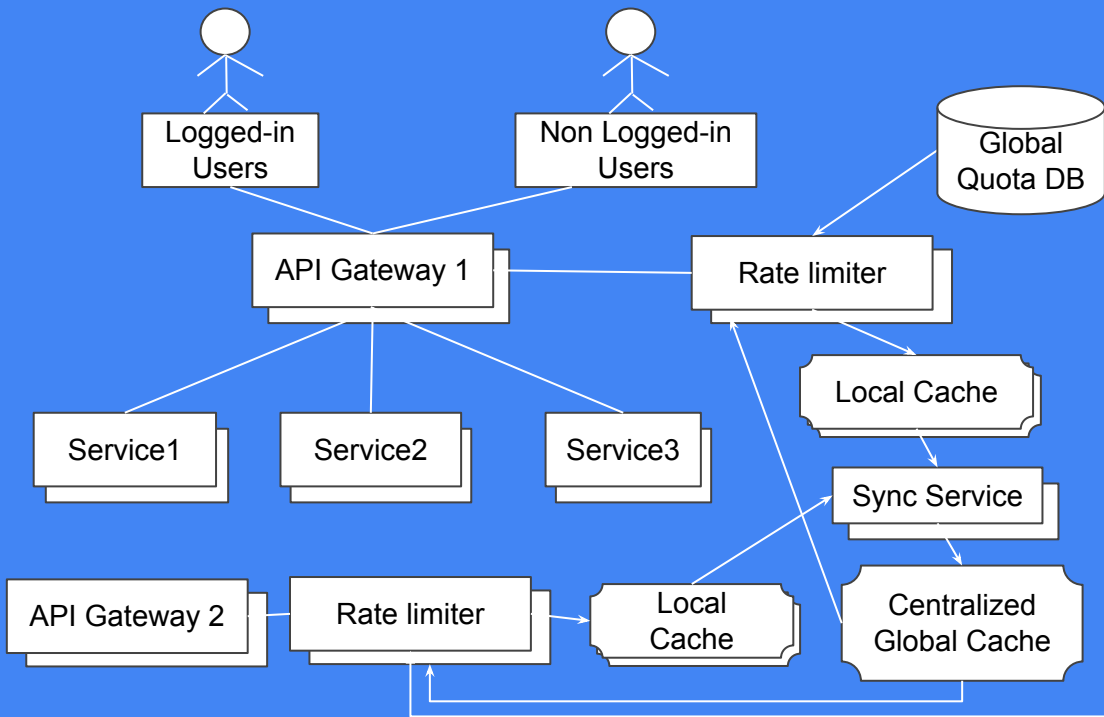 Logged-in
Users
Non Logged-in
Users
Global
Quota DB
API Gateway 1
Rate limiter
Local Cache
Service1
Service2
Service3
Sync Service
API Gateway 2
Rate limiter
Local
Cache
Centralized
Global Cache